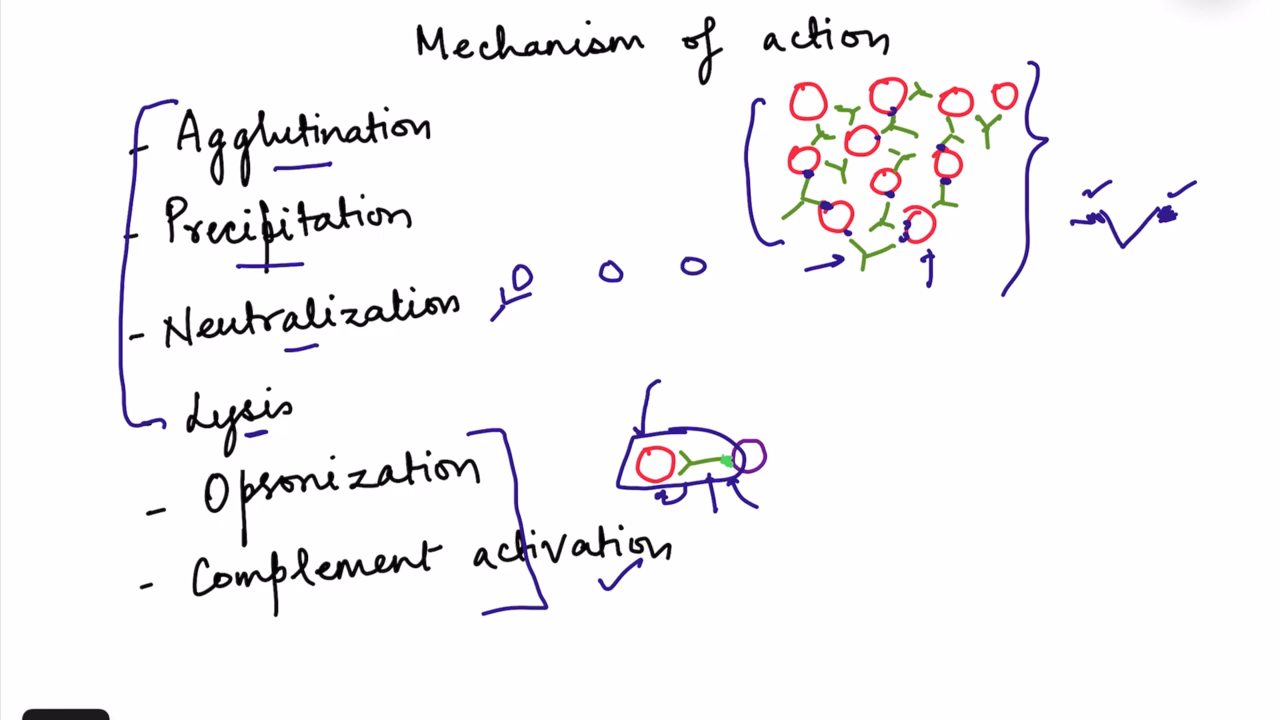 Mechanism of action
- Agglutination
- Precipitation
- Neutralization
Lysis
- Opsonization
- Complement activation